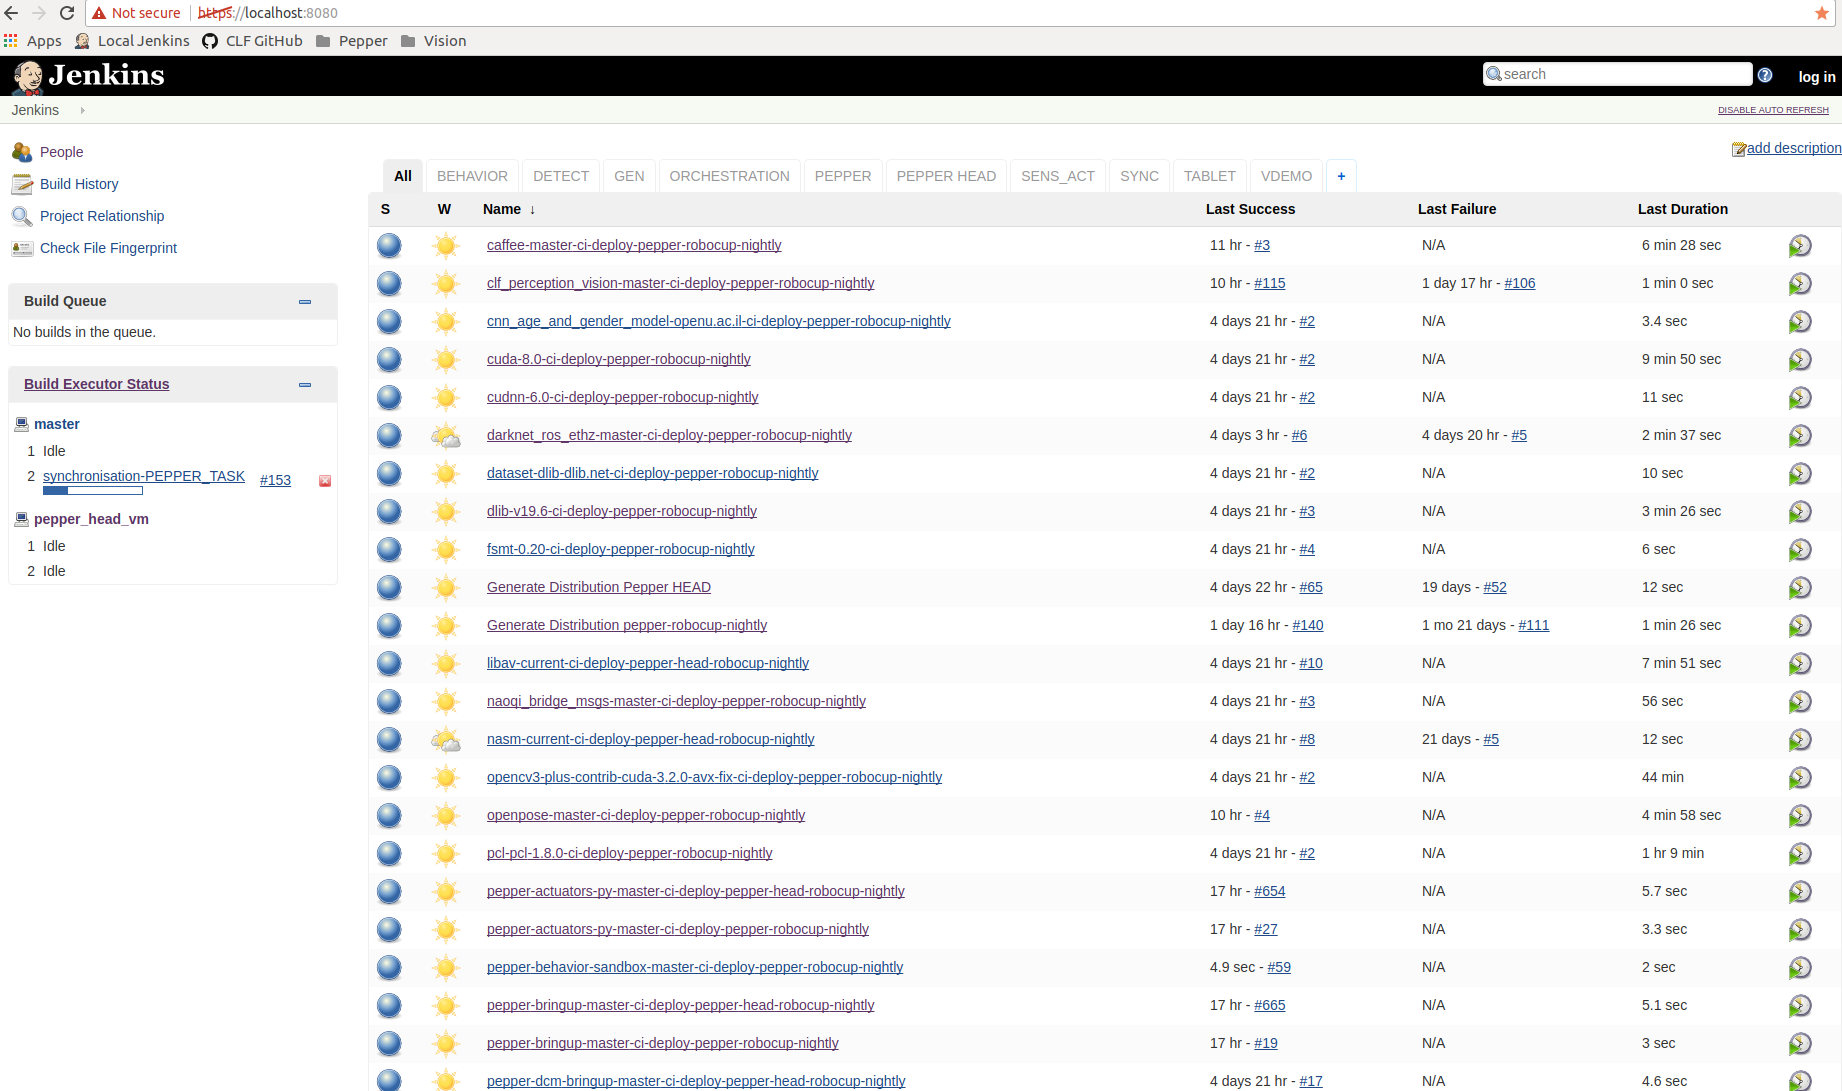 Not secure https://localhost:8080
Apps Local Jenkins CLF GitHub Pepper Vision
Jenkins search ? log in
Jenkins DISABLE AUTO REFRESH
People
Build History
Project Relationship
Check File Fingerprint
Build Queue
No builds in the queue.
Build Executor Status
master
1 Idle
2 synchronisation-PEPPER_TASK #153
pepper_head_vm
1 Idle
2 Idle
add description
All BEHAVIOR DETECT GEN ORCHESTRATION PEPPER PEPPER HEAD SENS_ACT SYNC TABLET VDEMO +
S W Name ↓ Last Success Last Failure Last Duration
caffee-master-ci-deploy-pepper-robocup-nightly 11 hr - #3 N/A 6 min 28 sec
clf_perception_vision-master-ci-deploy-pepper-robocup-nightly 10 hr - #115 1 day 17 hr - #106 1 min 0 sec
cnn_age_and_gender_model-openu.ac.il-ci-deploy-pepper-robocup-nightly 4 days 21 hr - #2 N/A 3.4 sec
cuda-8.0-ci-deploy-pepper-robocup-nightly 4 days 21 hr - #2 N/A 9 min 50 sec
cudnn-6.0-ci-deploy-pepper-robocup-nightly 4 days 21 hr - #2 N/A 11 sec
darknet_ros_ethz-master-ci-deploy-pepper-robocup-nightly 4 days 3 hr - #6 4 days 20 hr - #5 2 min 37 sec
dataset-dlib-dlib.net-ci-deploy-pepper-robocup-nightly 4 days 21 hr - #2 N/A 10 sec
dlib-v19.6-ci-deploy-pepper-robocup-nightly 4 days 21 hr - #3 N/A 3 min 26 sec
fsmt-0.20-ci-deploy-pepper-robocup-nightly 4 days 21 hr - #4 N/A 6 sec
Generate Distribution Pepper HEAD 4 days 22 hr - #65 19 days - #52 12 sec
Generate Distribution pepper-robocup-nightly 1 day 16 hr - #140 1 mo 21 days - #111 1 min 26 sec
libav-current-ci-deploy-pepper-head-robocup-nightly 4 days 21 hr - #10 N/A 7 min 51 sec
naoqi_bridge_msgs-master-ci-deploy-pepper-robocup-nightly 4 days 21 hr - #3 N/A 56 sec
nasm-current-ci-deploy-pepper-head-robocup-nightly 4 days 21 hr - #8 21 days - #5 12 sec
opencv3-plus-contrib-cuda-3.2.0-avx-fix-ci-deploy-pepper-robocup-nightly 4 days 21 hr - #2 N/A 44 min
openpose-master-ci-deploy-pepper-robocup-nightly 10 hr - #4 N/A 4 min 58 sec
pcl-pcl-1.8.0-ci-deploy-pepper-robocup-nightly 4 days 21 hr - #2 N/A 1 hr 9 min
pepper-actuators-py-master-ci-deploy-pepper-head-robocup-nightly 17 hr - #654 N/A 5.7 sec
pepper-actuators-py-master-ci-deploy-pepper-robocup-nightly 17 hr - #27 N/A 3.3 sec
pepper-behavior-sandbox-master-ci-deploy-pepper-robocup-nightly 4.9 sec - #59 N/A 2 sec
pepper-bringup-master-ci-deploy-pepper-head-robocup-nightly 17 hr - #665 N/A 5.1 sec
pepper-bringup-master-ci-deploy-pepper-robocup-nightly 17 hr - #19 N/A 3 sec
pepper-dcm-bringup-master-ci-deploy-pepper-head-robocup-nightly 4 days 21 hr - #17 N/A 4.6 sec